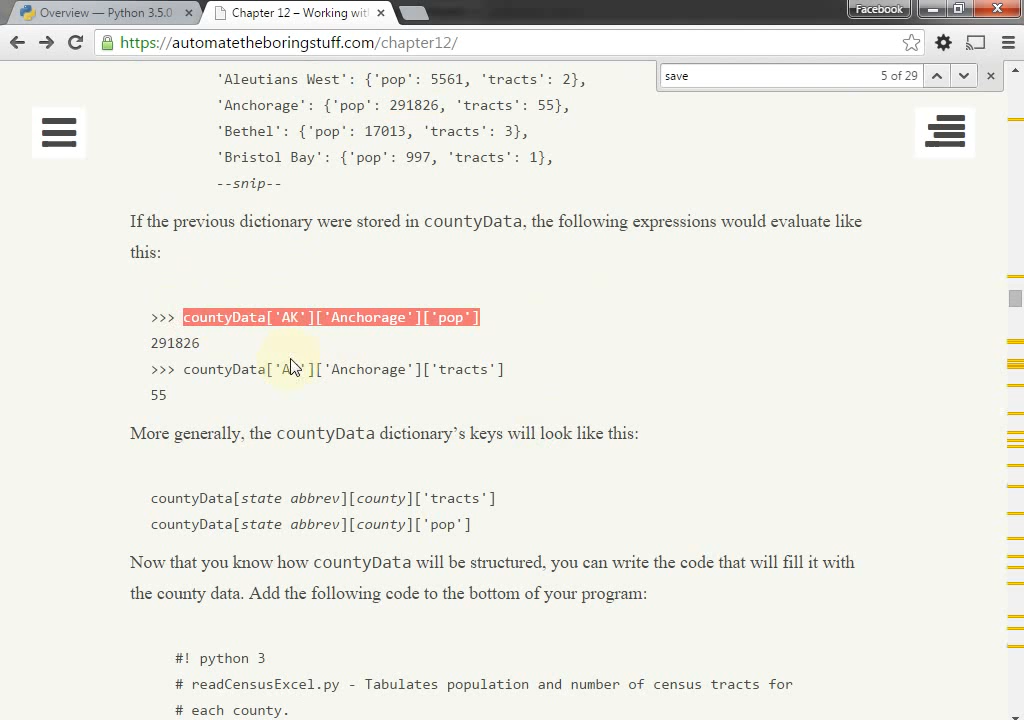 Overview — Python 3.5.0
Chapter 12 – Working wit
Facebook
https://automatetheboringstuff.com/chapter12/
save
5 of 29
'Aleutians West': {'pop': 5561, 'tracts': 2},
'Anchorage': {'pop': 291826, 'tracts': 55},
'Bethel': {'pop': 17013, 'tracts': 3},
'Bristol Bay': {'pop': 997, 'tracts': 1},
--snip--
If the previous dictionary were stored in countyData, the following expressions would evaluate like
this:
>>> countyData['AK']['Anchorage']['pop']
291826
>>> countyData['AK']['Anchorage']['tracts']
55
More generally, the countyData dictionary’s keys will look like this:
countyData[state abbrev][county]['tracts']
countyData[state abbrev][county]['pop']
Now that you know how countyData will be structured, you can write the code that will fill it with
the county data. Add the following code to the bottom of your program:
#! python 3
# readCensusExcel.py - Tabulates population and number of census tracts for
# each county.